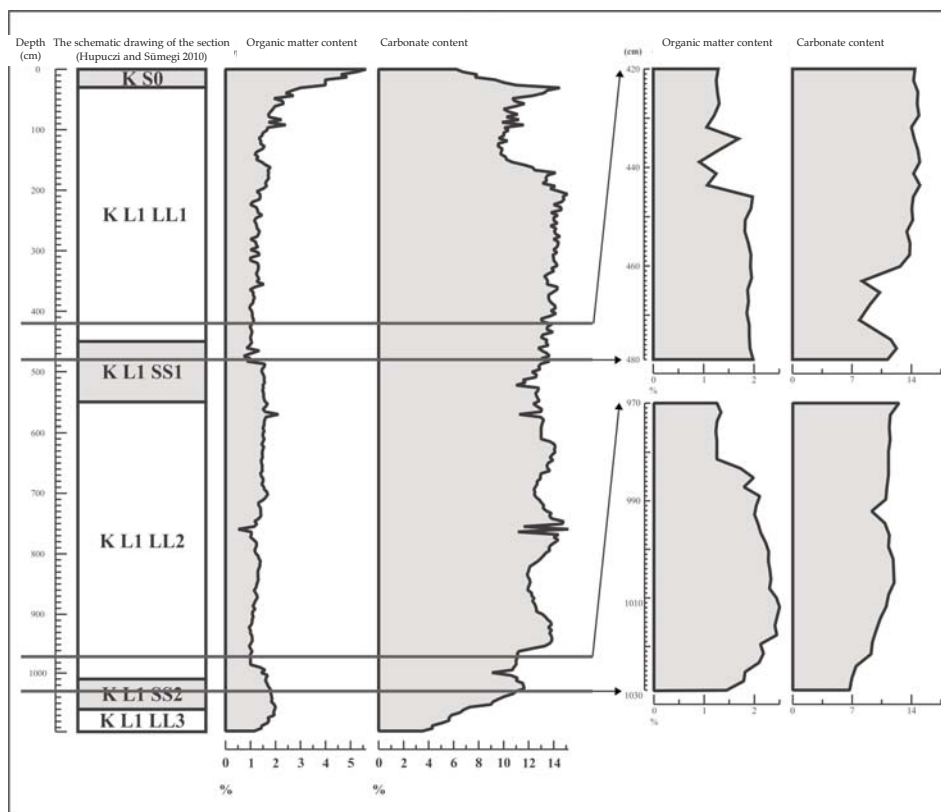 Depth
(cm)
The schematic drawing of the section
(Hupuczi and Sümegi 2010)
Organic matter content
Carbonate content
(cm)
Organic matter content
Carbonate content
0
100
200
300
400
500
600
700
800
900
1000
K S0
K L1 LL1
K L1 SS1
K L1 LL2
K L1 SS2
K L1 LL3
0 1 2 3 4 5
%
0 2 4 6 8 10 12 14
%
420
440
460
480
0 1 2
%
0 7 14
970
990
1010
1030
0 1 2
%
0 7 14